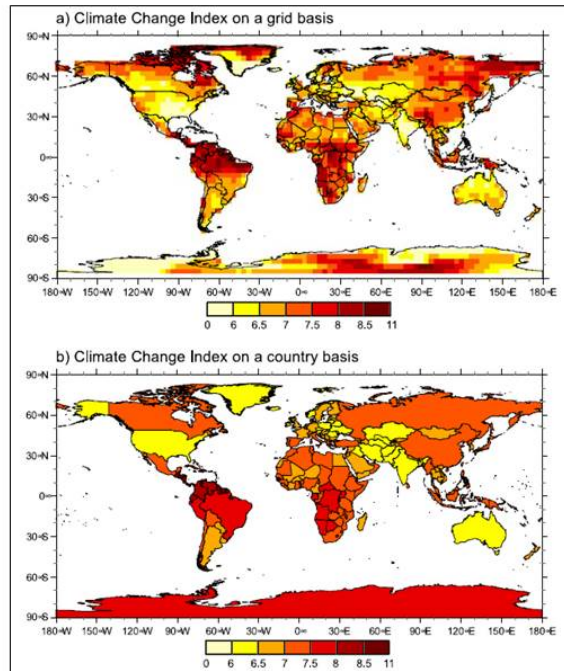 a) Climate Change Index on a grid basis
90°N
60°N
30°N
0°
30°S
60°S
90°S
180°W 150°W 120°W 90°W 60°W 30°W 0° 30°E 60°E 90°E 120°E 150°E 180°E
0 6 6.5 7 7.5 8 8.5 11
b) Climate Change Index on a country basis
90°N
60°N
30°N
0°
30°S
60°S
90°S
180°W 150°W 120°W 90°W 60°W 30°W 0° 30°E 60°E 90°E 120°E 150°E 180°E
0 6 6.5 7 7.5 8 8.5 11